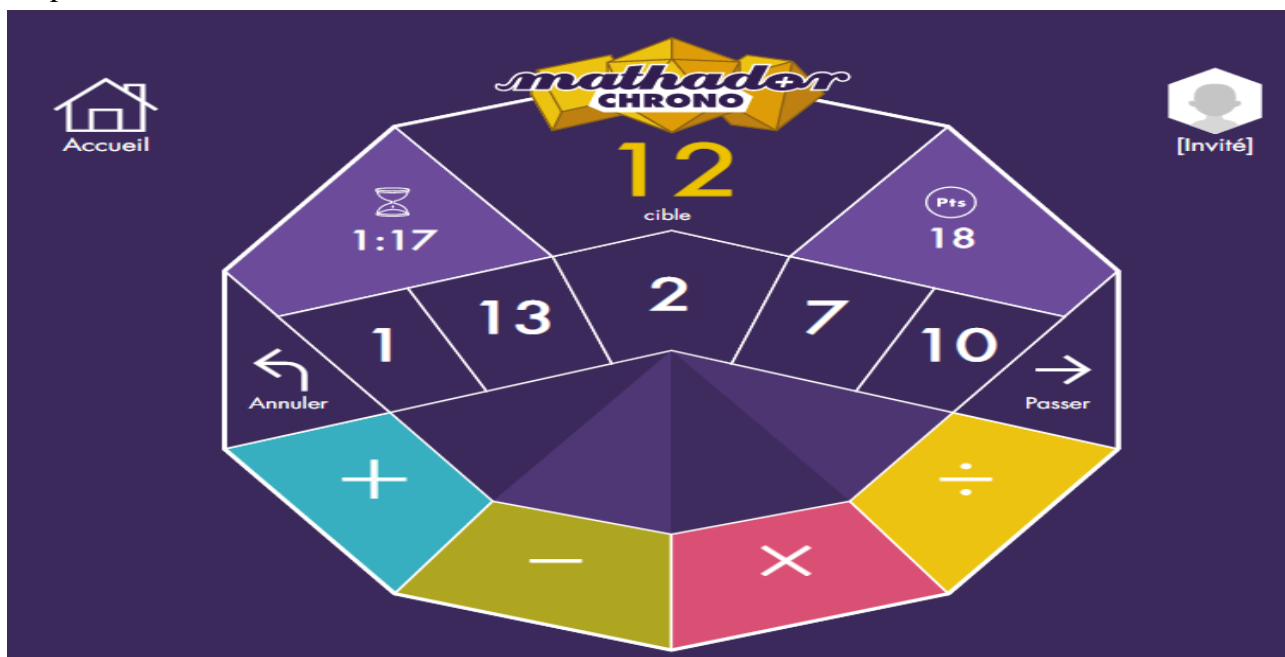 mathador
CHRONO
Accueil
[Invité]
12
cible
1:17
Pts
18
1 13 2 7 10
Annuler
Passer
+ − × ÷